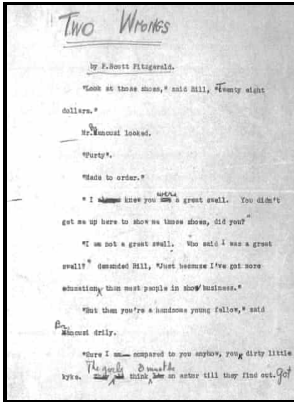 TWO WRONGS
by F.Scott Fitzgerald.
"Look at those shoes," said Bill, "Twenty eight
dollars."
Mr. Brancusi looked.
"Purty".
"Made to order."
" I knew you were a great swell. You didn't
get me up here to show me those shoes, did you?"
"I am not a great swell. Who said I was a great
swell?" demanded Bill, "Just because I've got more
education than most people in show business."
"But then you're a handsome young fellow," said
Brancusi drily.
"Sure I am compared to you anyhow, you dirty little
kyke. The girls think an actor till they find out. Got